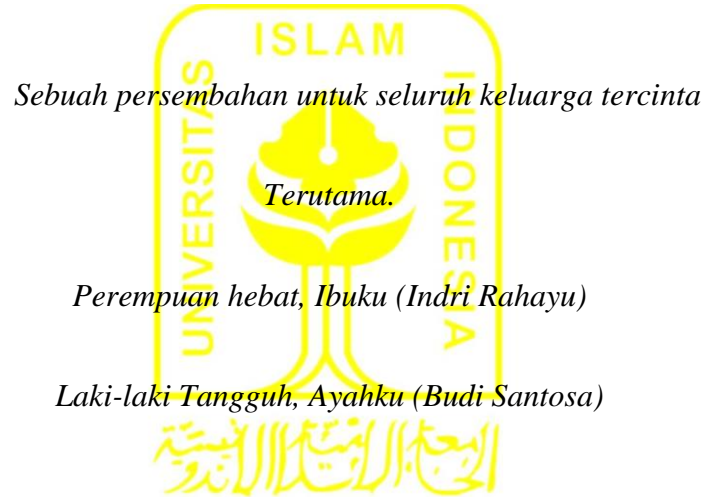 ISLAM
UNIVERSITAS
INDONESIA
Sebuah persembahan untuk seluruh keluarga tercinta
Terutama.
Perempuan hebat, Ibuku (Indri Rahayu)
Laki-laki Tangguh, Ayahku (Budi Santosa)